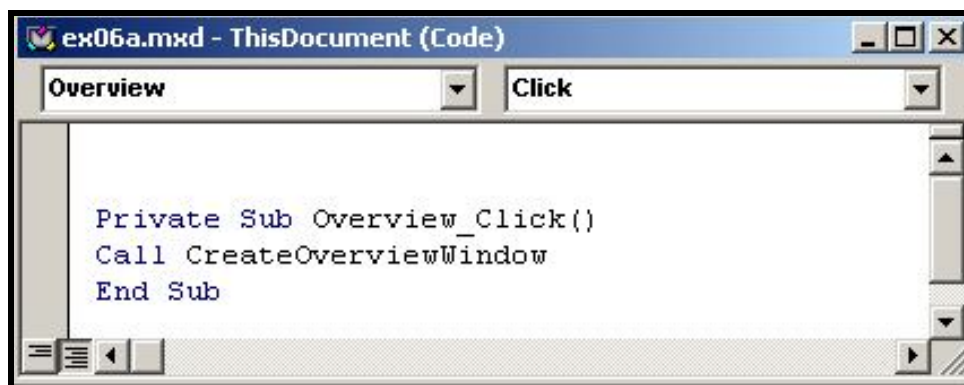 ex06a.mxd - ThisDocument (Code)
Overview
Click
Private Sub Overview_Click()
Call CreateOverviewWindow
End Sub